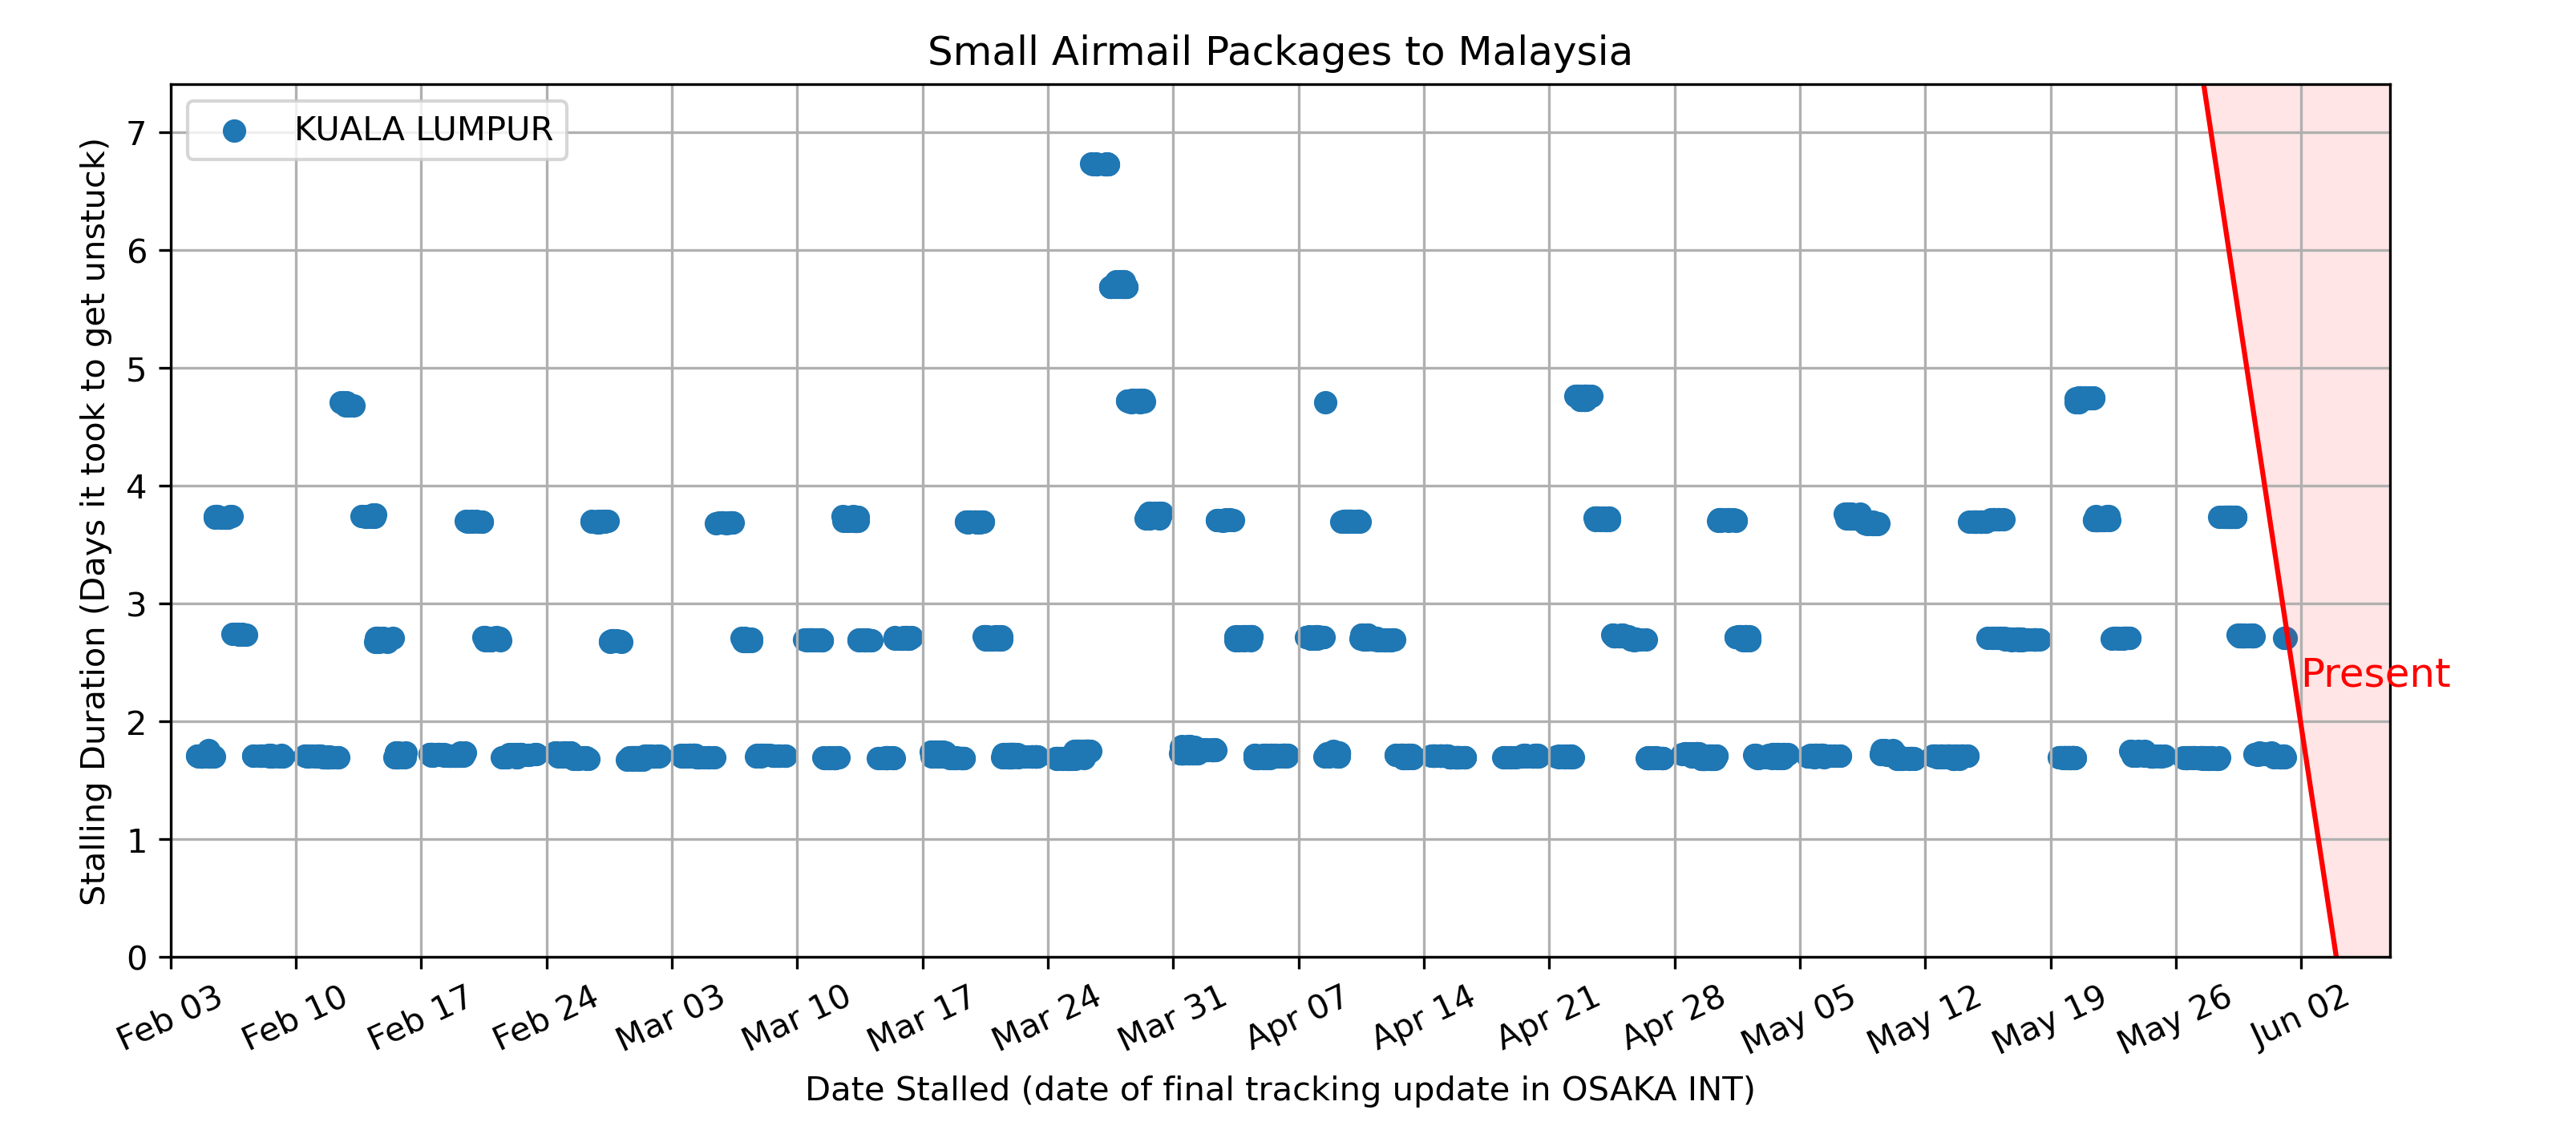 Small Airmail Packages to Malaysia
KUALA LUMPUR
Stalling Duration (Days it took to get unstuck)
7
6
5
4
3
2
1
0
Present
Feb 03
Feb 10
Feb 17
Feb 24
Mar 03
Mar 10
Mar 17
Mar 24
Mar 31
Apr 07
Apr 14
Apr 21
Apr 28
May 05
May 12
May 19
May 26
Jun 02
Date Stalled (date of final tracking update in OSAKA INT)